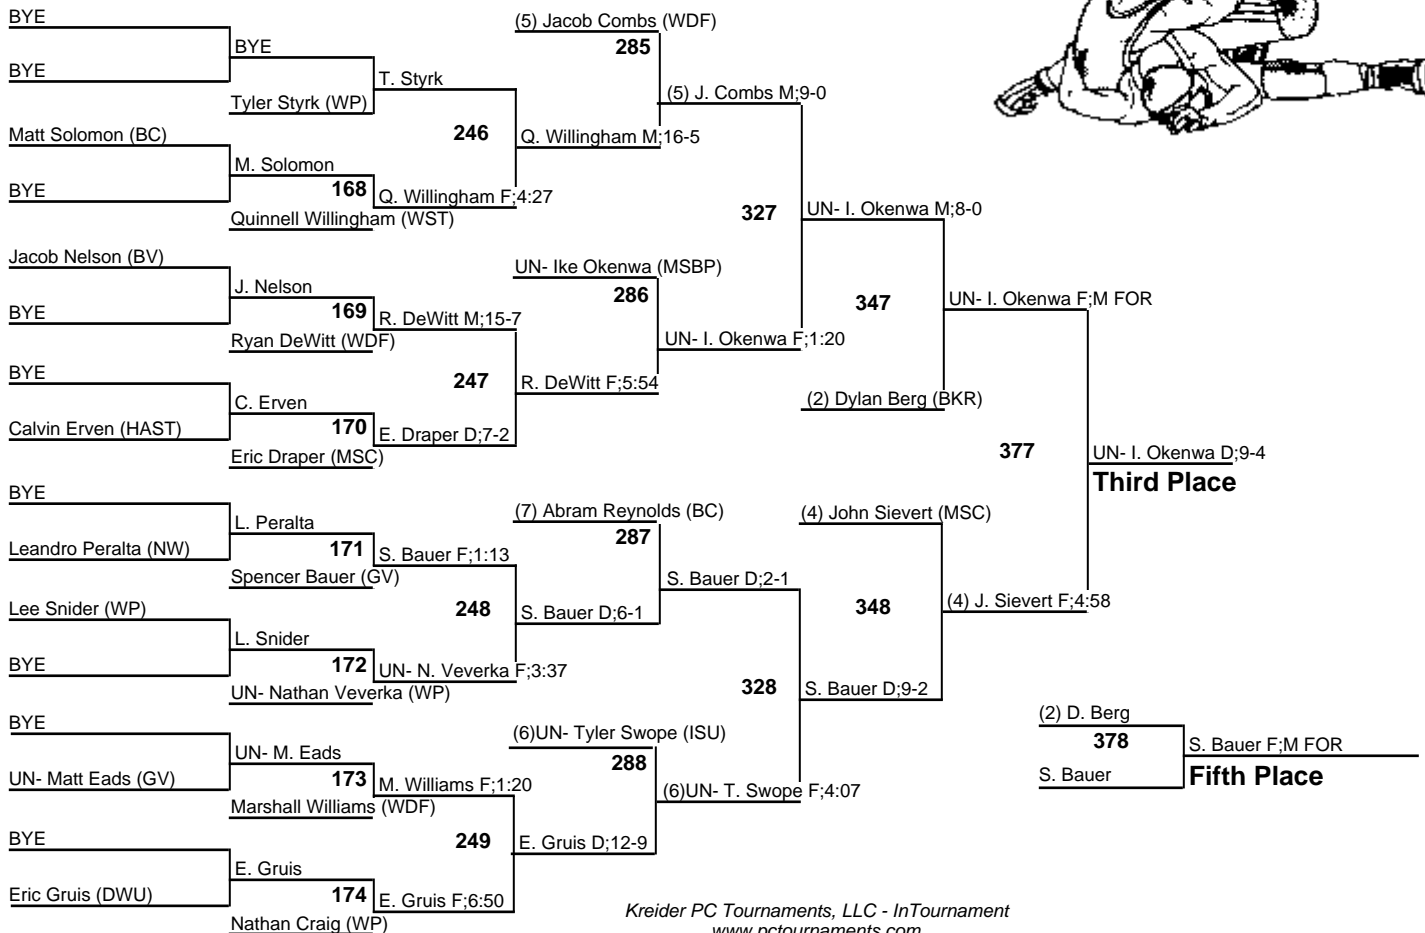 BYE
(5) Jacob Combs (WDF)
BYE
285
BYE
T. Styrk
(5) J. Combs M;9-0
Tyler Styrk (WP)
Matt Solomon (BC)
246
Q. Willingham M;16-5
M. Solomon
BYE
168
Q. Willingham F;4:27
Quinnell Willingham (WST)
327
UN- I. Okenwa M;8-0
Jacob Nelson (BV)
UN- Ike Okenwa (MSBP)
J. Nelson
286
347
UN- I. Okenwa F;M FOR
BYE
169
R. DeWitt M;15-7
Ryan DeWitt (WDF)
UN- I. Okenwa F;1:20
BYE
247
R. DeWitt F;5:54
C. Erven
(2) Dylan Berg (BKR)
Calvin Erven (HAST)
170
E. Draper D;7-2
Eric Draper (MSC)
377
UN- I. Okenwa D;9-4
Third Place
BYE
(7) Abram Reynolds (BC)
(4) John Sievert (MSC)
L. Peralta
287
Leandro Peralta (NW)
171
S. Bauer F;1:13
Spencer Bauer (GV)
S. Bauer D;2-1
Lee Snider (WP)
248
S. Bauer D;6-1
348
(4) J. Sievert F;4:58
L. Snider
BYE
172
UN- N. Veverka F;3:37
UN- Nathan Veverka (WP)
328
S. Bauer D;9-2
BYE
(6)UN- Tyler Swope (ISU)
(2) D. Berg
UN- M. Eads
288
378
S. Bauer F;M FOR
UN- Matt Eads (GV)
173
M. Williams F;1:20
(6)UN- T. Swope F;4:07
S. Bauer
Fifth Place
Marshall Williams (WDF)
BYE
249
E. Gruis D;12-9
E. Gruis
Eric Gruis (DWU)
174
E. Gruis F;6:50
Nathan Craig (WP)
Kreider PC Tournaments, LLC - InTournament
www.pctournaments.com